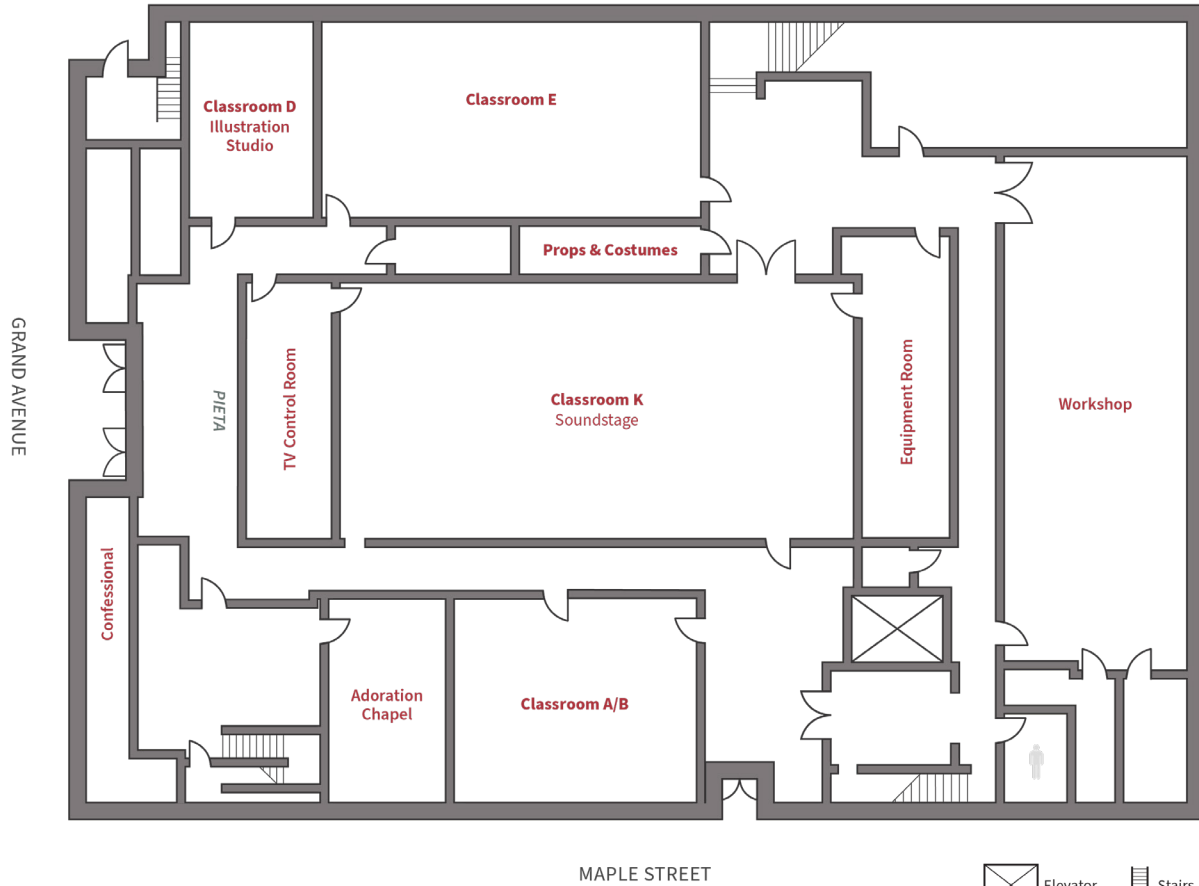 Classroom D
Illustration
Studio
Classroom E
Props & Costumes
GRAND AVENUE
PIETA
TV Control Room
Classroom K
Soundstage
Equipment Room
Workshop
Confessional
Adoration
Chapel
Classroom A/B
MAPLE STREET
Elevator
Stairs